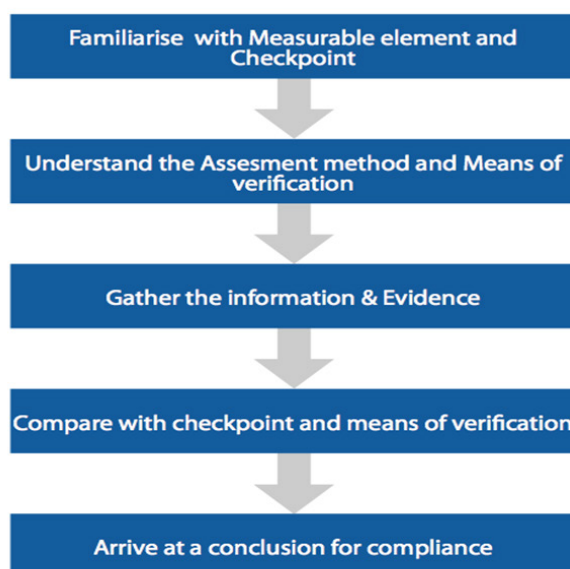 Familiarise with Measurable element and
Checkpoint
Understand the Assesment method and Means of
verification
Gather the information & Evidence
Compare with checkpoint and means of verification
Arrive at a conclusion for compliance